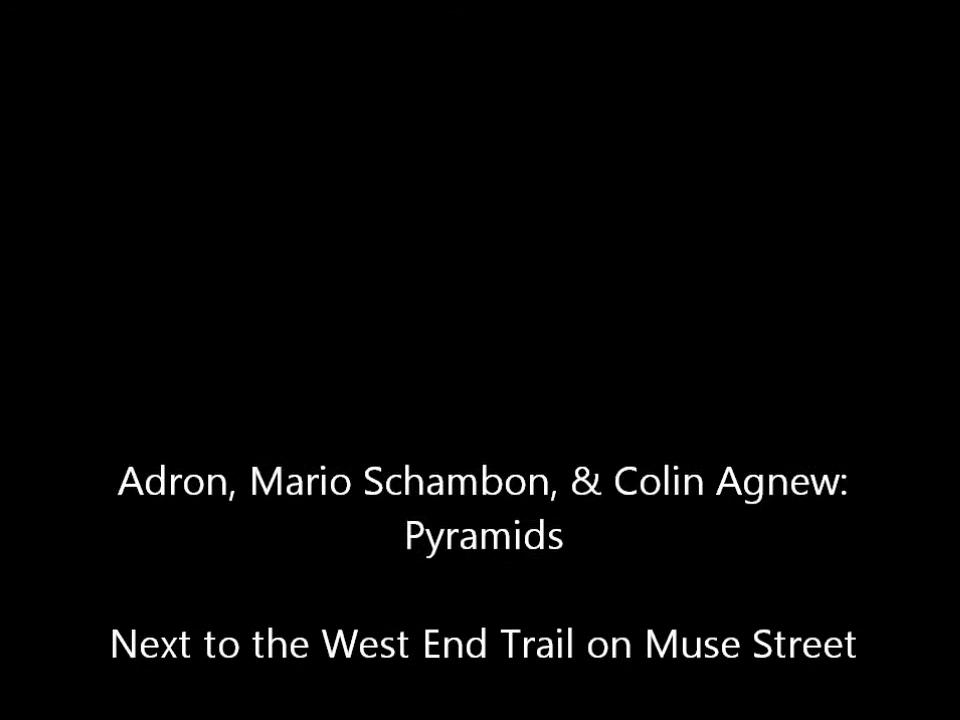 Adron, Mario Schambon, & Colin Agnew:
Pyramids
Next to the West End Trail on Muse Street